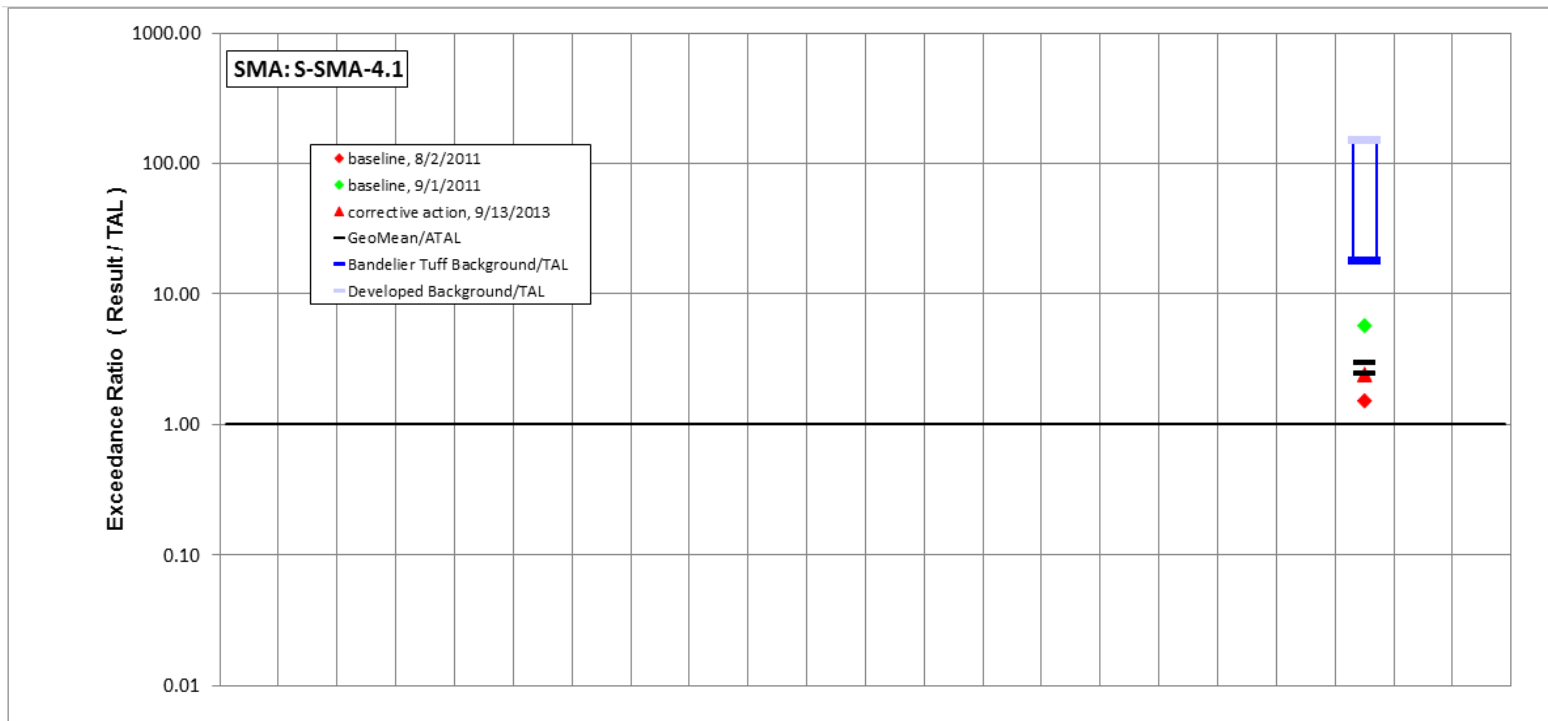 1000.00
SMA: S-SMA-4.1
100.00
baseline, 8/2/2011
baseline, 9/1/2011
corrective action, 9/13/2013
GeoMean/ATAL
Bandelier Tuff Background/TAL
Developed Background/TAL
10.00
1.00
0.10
0.01
Exceedance Ratio ( Result / TAL )